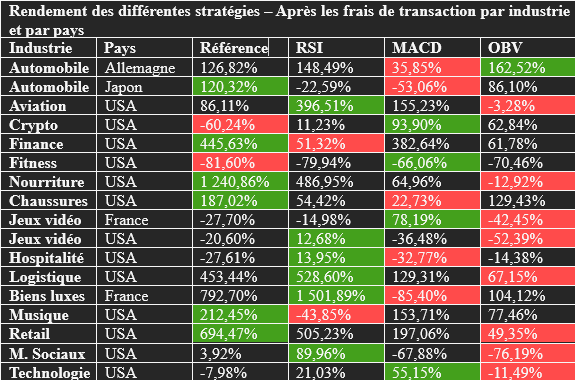 Rendement des différentes stratégies – Après les frais de transaction par industrie
et par pays
Industrie Pays Référence RSI MACD OBV
Automobile Allemagne 126,82% 148,49% 35,85% 162,52%
Automobile Japon 120,32% -22,59% -53,06% 86,10%
Aviation USA 86,11% 396,51% 155,23% -3,28%
Crypto USA -60,24% 11,23% 93,90% 62,84%
Finance USA 445,63% 51,32% 382,64% 61,78%
Fitness USA -81,60% -79,94% -66,06% -70,46%
Nourriture USA 1 240,86% 486,95% 64,96% -12,92%
Chaussures USA 187,02% 54,42% 22,73% 129,43%
Jeux vidéo France -27,70% -14,98% 78,19% -42,45%
Jeux vidéo USA -20,60% 12,68% -36,48% -52,39%
Hospitalité USA -27,61% 13,95% -32,77% -14,38%
Logistique USA 453,44% 528,60% 129,31% 67,15%
Biens luxes France 792,70% 1 501,89% -85,40% 104,12%
Musique USA 212,45% -43,85% 153,71% 77,46%
Retail USA 694,47% 505,23% 197,06% 49,35%
M. Sociaux USA 3,92% 89,96% -67,88% -76,19%
Technologie USA -7,98% 21,03% 55,15% -11,49%